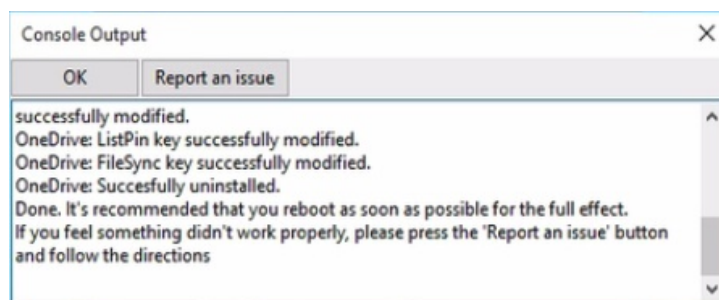 Console Output
OK
Report an issue
successfully modified.
OneDrive: ListPin key successfully modified.
OneDrive: FileSync key successfully modified.
OneDrive: Succesfully uninstalled.
Done. It's recommended that you reboot as soon as possible for the full effect.
If you feel something didn't work properly, please press the 'Report an issue' button
and follow the directions